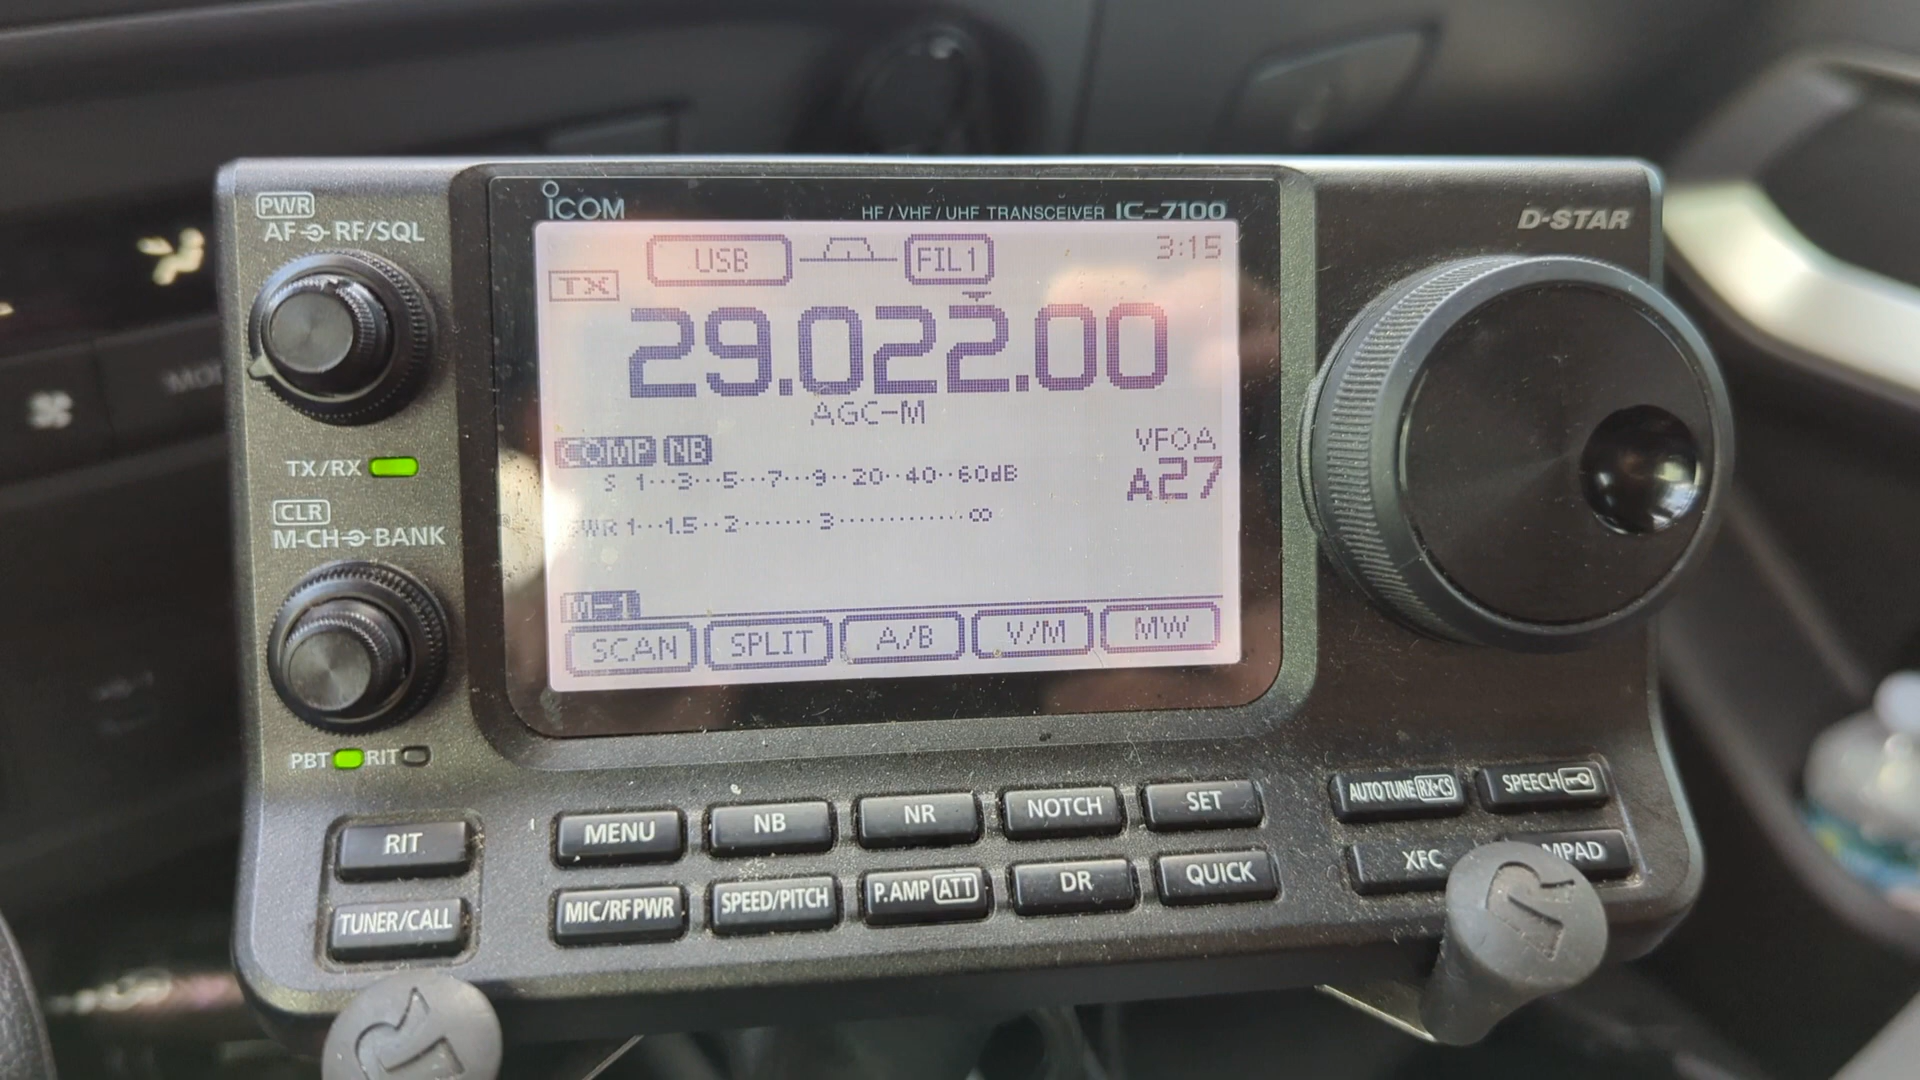 PWR
AF RF/SQL
ICOM
HF/VHF/UHF TRANSCEIVER IC-7100
D-STAR
USB FIL1 3:15
TX
29.022.00
AGC-M
COMP NB
VFOA
A27
S 1···3···5···7···9··20··40··60dB
SWR 1··1.5··2·······3·············∞
TX/RX
CLR
M-CH BANK
M-1
SCAN SPLIT A/B V/M MW
PBT RIT
RIT MENU NB NR NOTCH SET AUTOTUNE RX→CS SPEECH
TUNER/CALL MIC/RF PWR SPEED/PITCH P.AMP ATT DR QUICK XFC MPAD